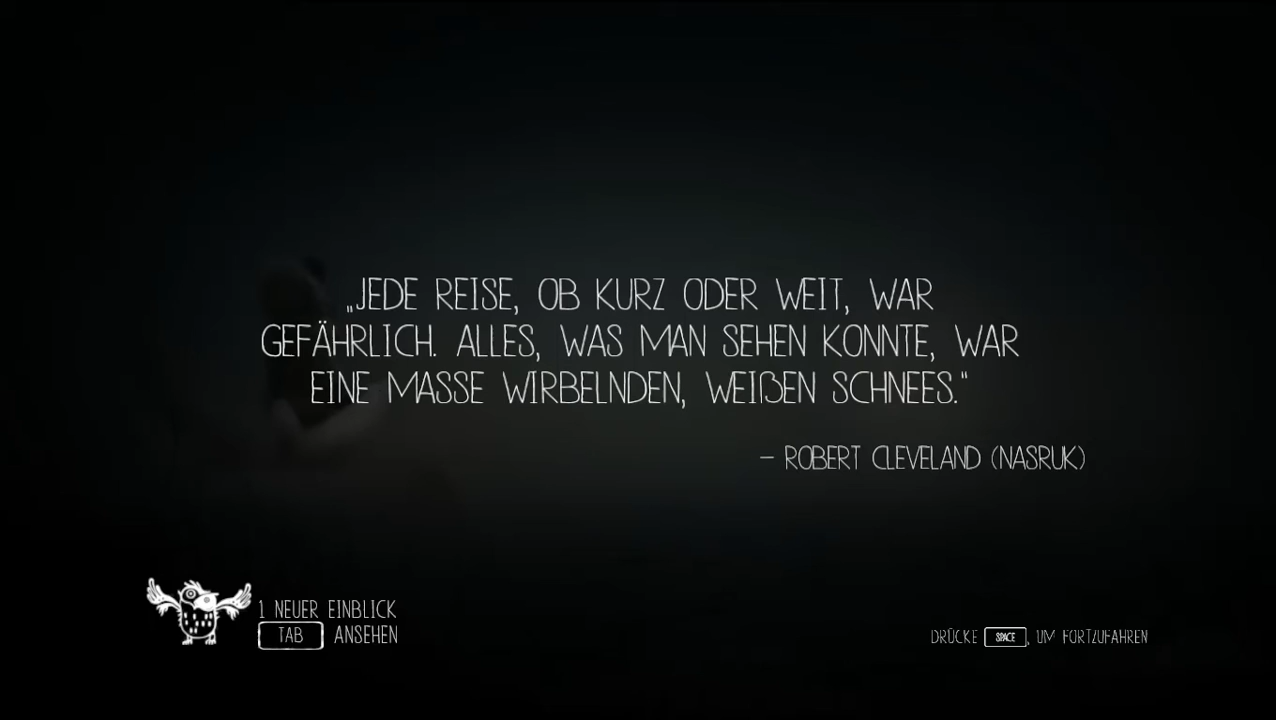 „JEDE REISE, OB KURZ ODER WEIT, WAR
GEFÄHRLICH. ALLES, WAS MAN SEHEN KONNTE, WAR
EINE MASSE WIRBELNDEN, WEIßEN SCHNEES.“
– ROBERT CLEVELAND (NASRUK)
1 NEUER EINBLICK
TAB ANSEHEN
DRÜCKE SPACE, UM FORTZUFAHREN